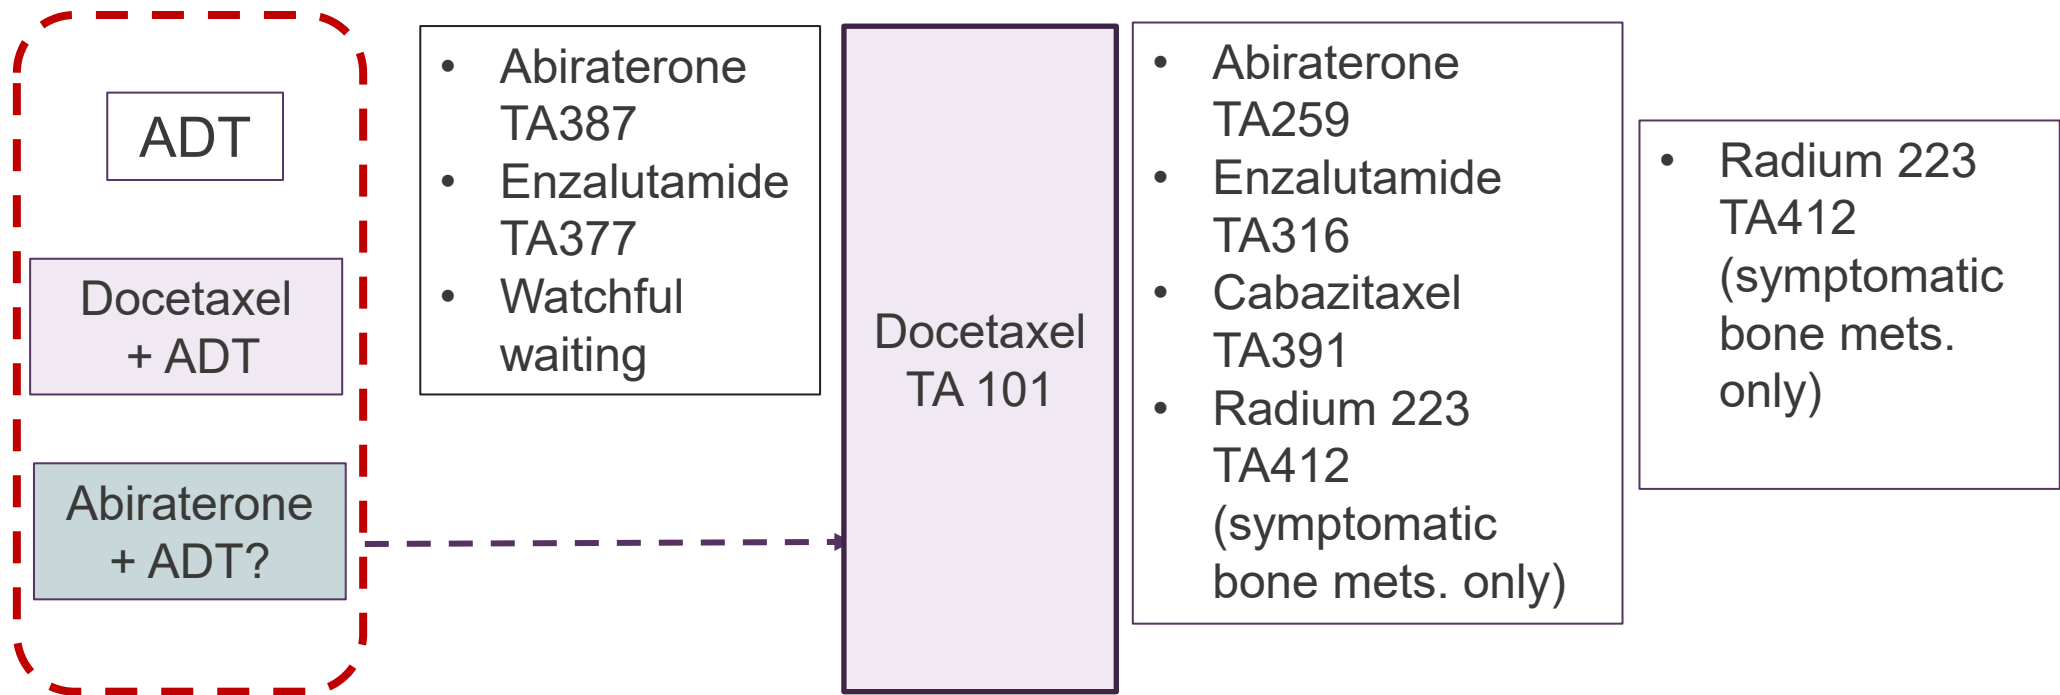 ADT
Docetaxel
+ ADT
Abiraterone
+ ADT?
• Abiraterone
TA387
• Enzalutamide
TA377
• Watchful
waiting
Docetaxel
TA 101
• Abiraterone
TA259
• Enzalutamide
TA316
• Cabazitaxel
TA391
• Radium 223
TA412
(symptomatic
bone mets. only)
• Radium 223
TA412
(symptomatic
bone mets.
only)